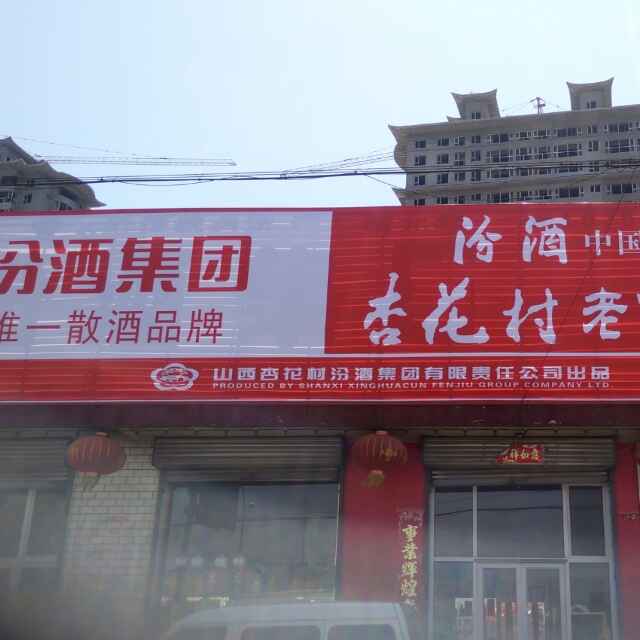 汾酒集团
唯一散酒品牌
汾酒 中国
杏花村老
山西杏花村汾酒集团有限责任公司出品
PRODUCED BY SHANXI XINGHUACUN FENJIU GROUP COMPANY LTD